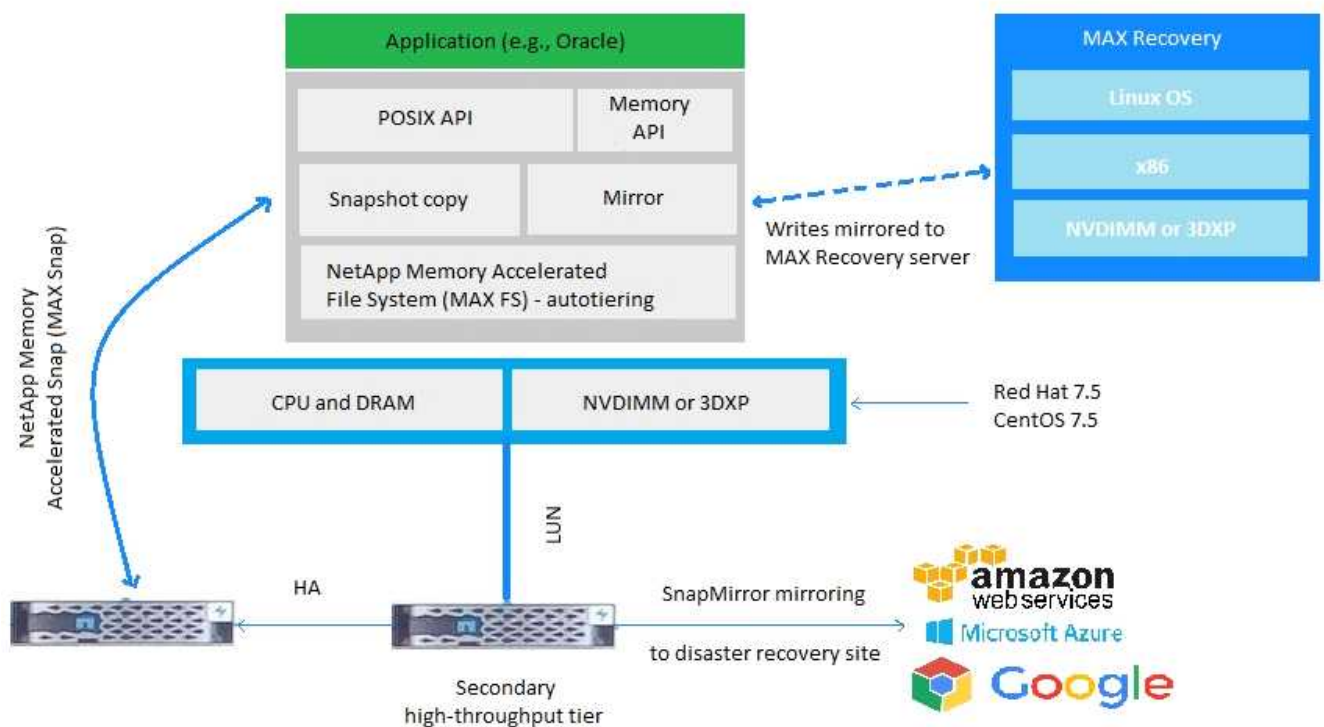 Application (e.g., Oracle)
POSIX API
Memory
API
Snapshot copy
Mirror
NetApp Memory Accelerated
File System (MAX FS) - autotiering
MAX Recovery
Linux OS
x86
NVDIMM or 3DXP
Writes mirrored to
MAX Recovery server
NetApp Memory
Accelerated Snap (MAX Snap)
CPU and DRAM
NVDIMM or 3DXP
Red Hat 7.5
CentOS 7.5
LUN
HA
SnapMirror mirroring
to disaster recovery site
Secondary
high-throughput tier
amazon
webservices
Microsoft Azure
Google